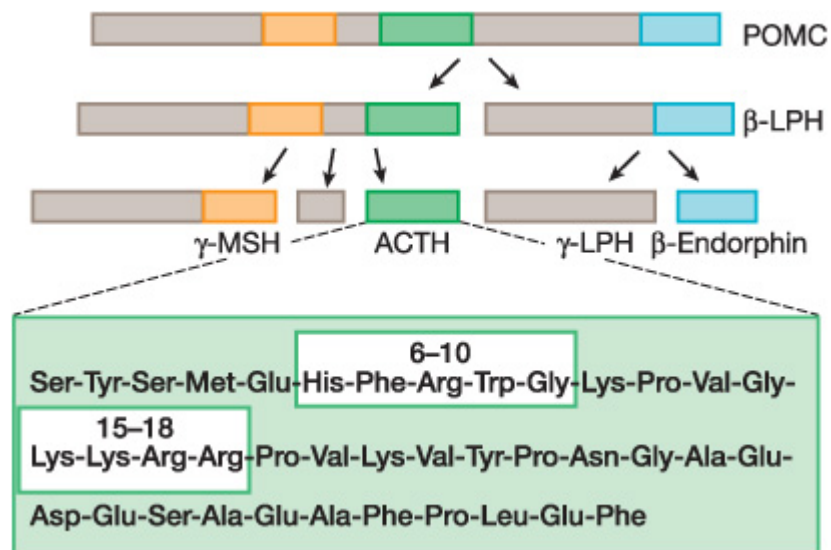 POMC
β-LPH
γ-MSH ACTH γ-LPH β-Endorphin
6–10
Ser-Tyr-Ser-Met-Glu-His-Phe-Arg-Trp-Gly-Lys-Pro-Val-Gly-
15–18
Lys-Lys-Arg-Arg-Pro-Val-Lys-Val-Tyr-Pro-Asn-Gly-Ala-Glu-
Asp-Glu-Ser-Ala-Glu-Ala-Phe-Pro-Leu-Glu-Phe